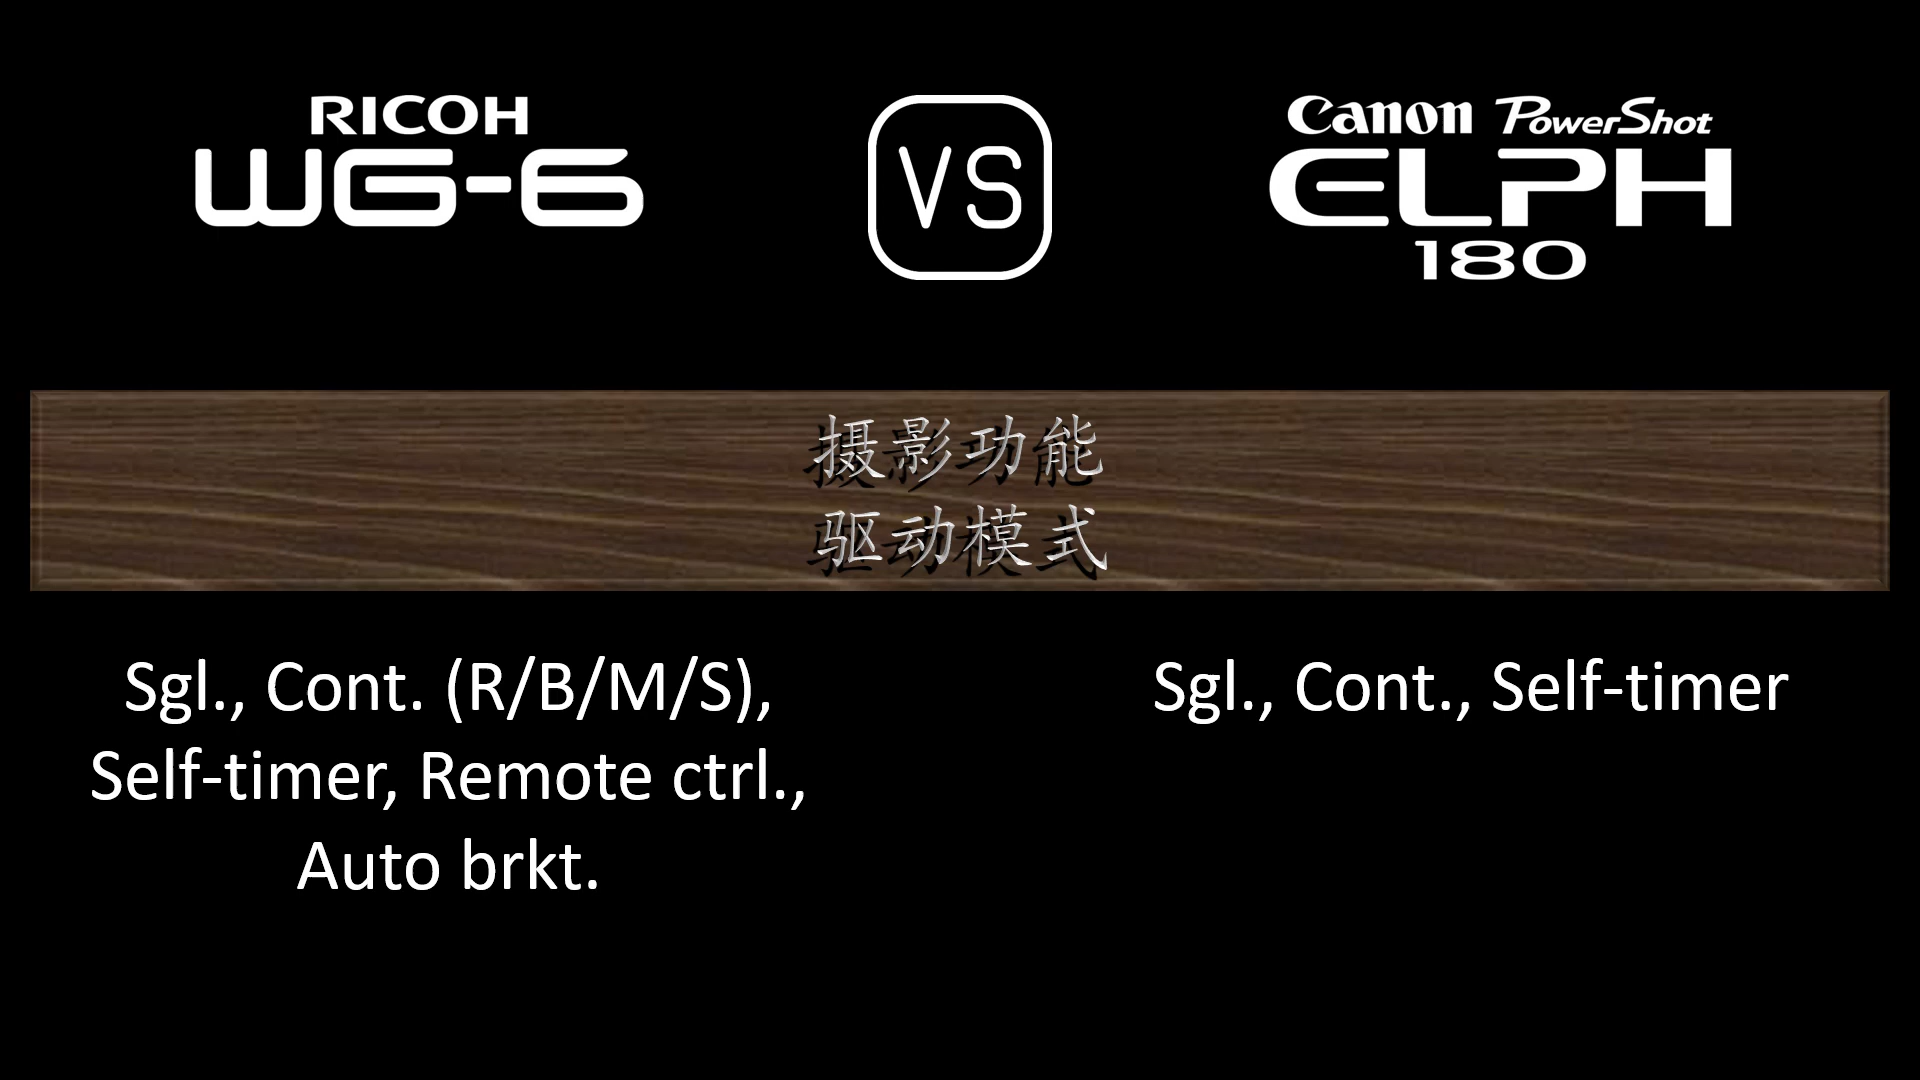 RICOH
WG-6
VS
Canon PowerShot
ELPH
180
摄影功能
驱动模式
Sgl., Cont. (R/B/M/S),
Self-timer, Remote ctrl.,
Auto brkt.
Sgl., Cont., Self-timer